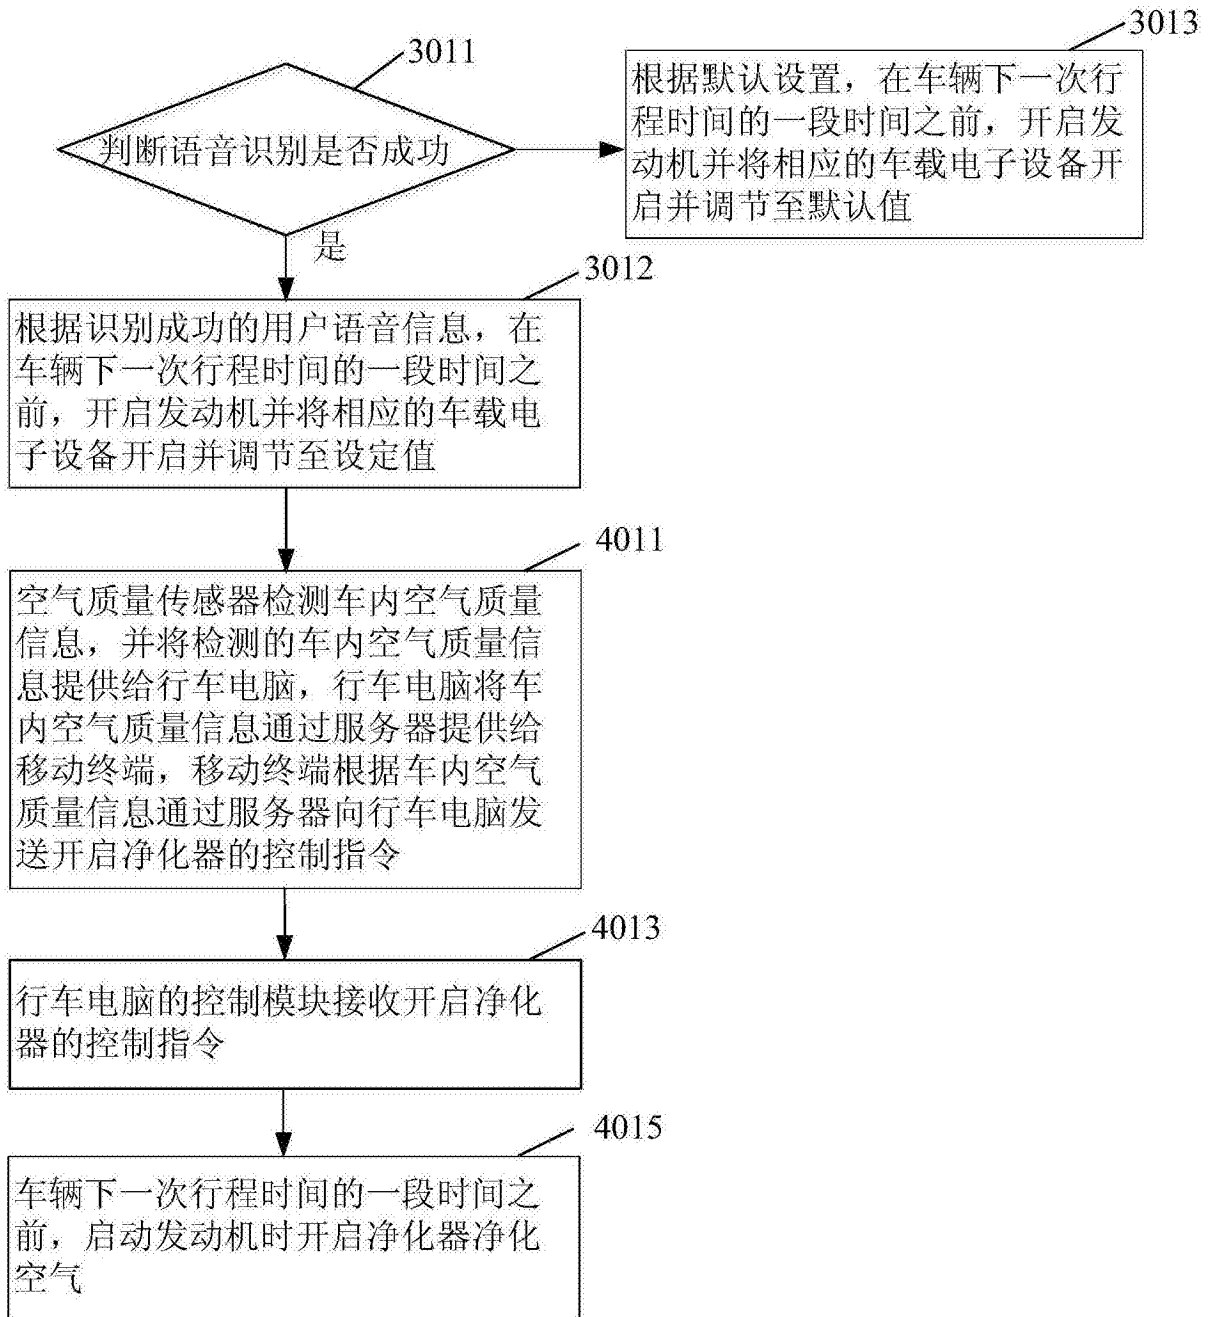 3011
判断语音识别是否成功
是
3013
根据默认设置，在车辆下一次行
程时间的一段时间之前，开启发
动机并将相应的车载电子设备开
启并调节至默认值
3012
根据识别成功的用户语音信息，在
车辆下一次行程时间的一段时间之
前，开启发动机并将相应的车载电
子设备开启并调节至设定值
4011
空气质量传感器检测车内空气质量
信息，并将检测的车内空气质量信
息提供给行车电脑，行车电脑将车
内空气质量信息通过服务器提供给
移动终端，移动终端根据车内空气
质量信息通过服务器向行车电脑发
送开启净化器的控制指令
4013
行车电脑的控制模块接收开启净化
器的控制指令
4015
车辆下一次行程时间的一段时间之
前，启动发动机时开启净化器净化
空气